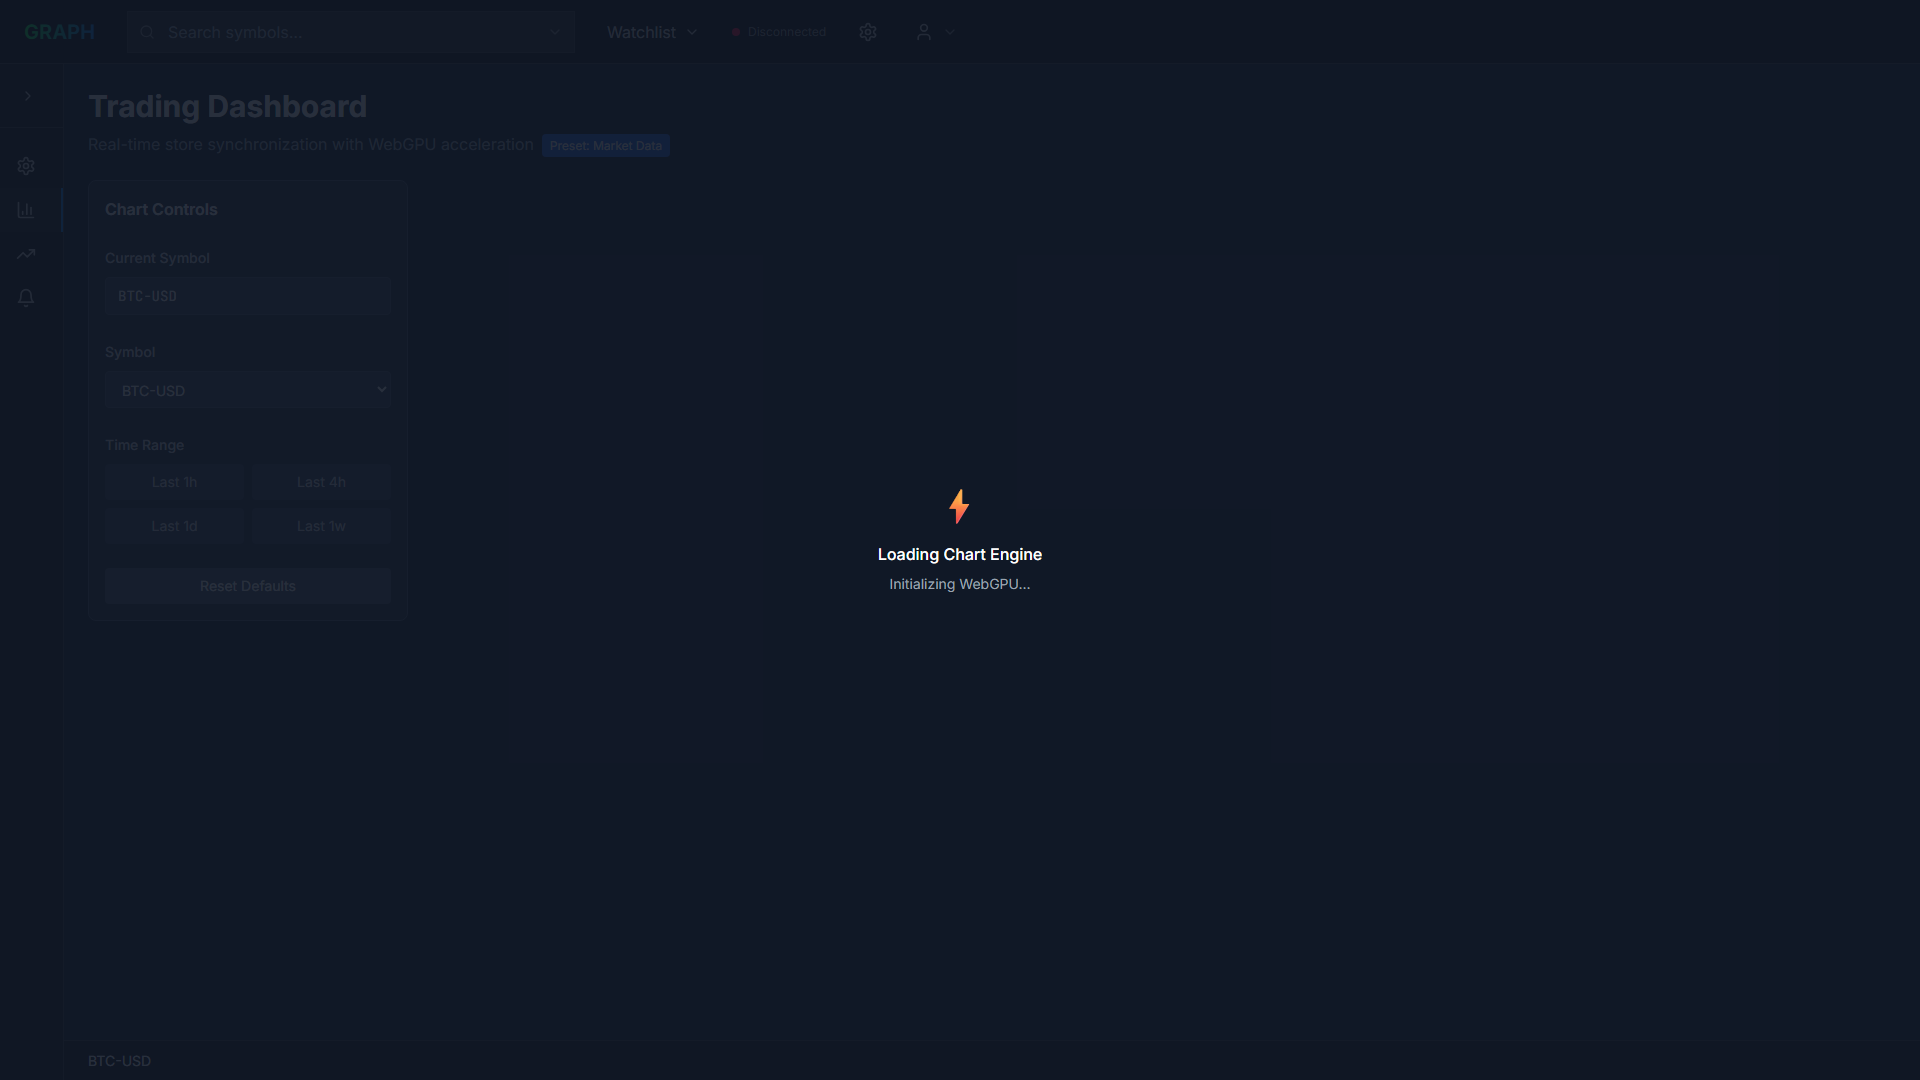 GRAPH
Search symbols...
Watchlist
Disconnected
Trading Dashboard
Real-time store synchronization with WebGPU acceleration
Preset: Market Data
Chart Controls
Current Symbol
BTC-USD
Symbol
BTC-USD
Time Range
Last 1h
Last 4h
Last 1d
Last 1w
Reset Defaults
Loading Chart Engine
Initializing WebGPU...
BTC-USD